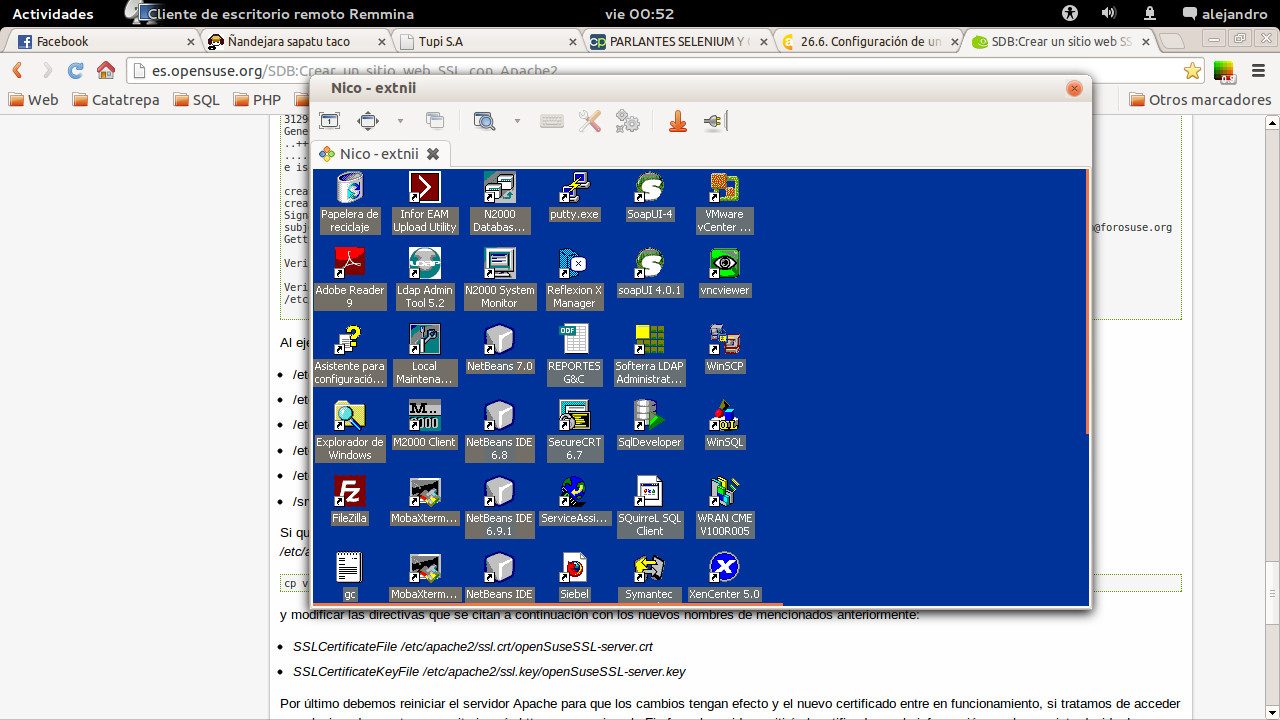 Actividades
Cliente de escritorio remoto Remmina
vie 00:52
alejandro
Facebook
Ñandejara sapatu taco
Tupi S.A
PARLANTES SELENIUM Y
26.6. Configuración de un
SDB:Crear un sitio web SS
es.opensuse.org/SDB:Crear_un_sitio_web_SSL_con_Apache2
0.5
Web
Catatrepa
SQL
PHP
Otros marcadores
Nico - extnii
1
Nico - extnii
Papelera de reciclaje
Infor EAM Upload Utility
N2000 Databas...
putty.exe
SoapUI-4
VMware vCenter ...
Adobe Reader 9
Ldap Admin Tool 5.2
N2000 System Monitor
Reflexion X Manager
soapUI 4.0.1
vncviewer
Asistente para configuració...
Local Maintena...
NetBeans 7.0
REPORTES G&C
Softerra LDAP Administrat...
WinSCP
Explorador de Windows
M2000 Client
NetBeans IDE 6.8
SecureCRT 6.7
SqlDeveloper
WinSQL
FileZilla
MobaXterm...
NetBeans IDE 6.9.1
ServiceAssi...
SQuirreL SQL Client
WRAN CME V100R005
gc
MobaXterm...
NetBeans IDE
Siebel
Symantec
XenCenter 5.0
3129
Gene
..++
....
e is
crea
crea
Sign
subj
@forosuse.org
Gett
Veri
Veri
/etc
Al eje
/etc
/etc
/etc
/etc
/etc
/sm
Si qu
/etc/a
cp v
y modificar las directivas que se citan a continuación con los nuevos nombres de mencionados anteriormente:
SSLCertificateFile /etc/apache2/ssl.crt/openSuseSSL-server.crt
SSLCertificateKeyFile /etc/apache2/ssl.key/openSuseSSL-server.key
Por último debemos reiniciar el servidor Apache para que los cambios tengan efecto y el nuevo certificado entre en funcionamiento, si tratamos de acceder